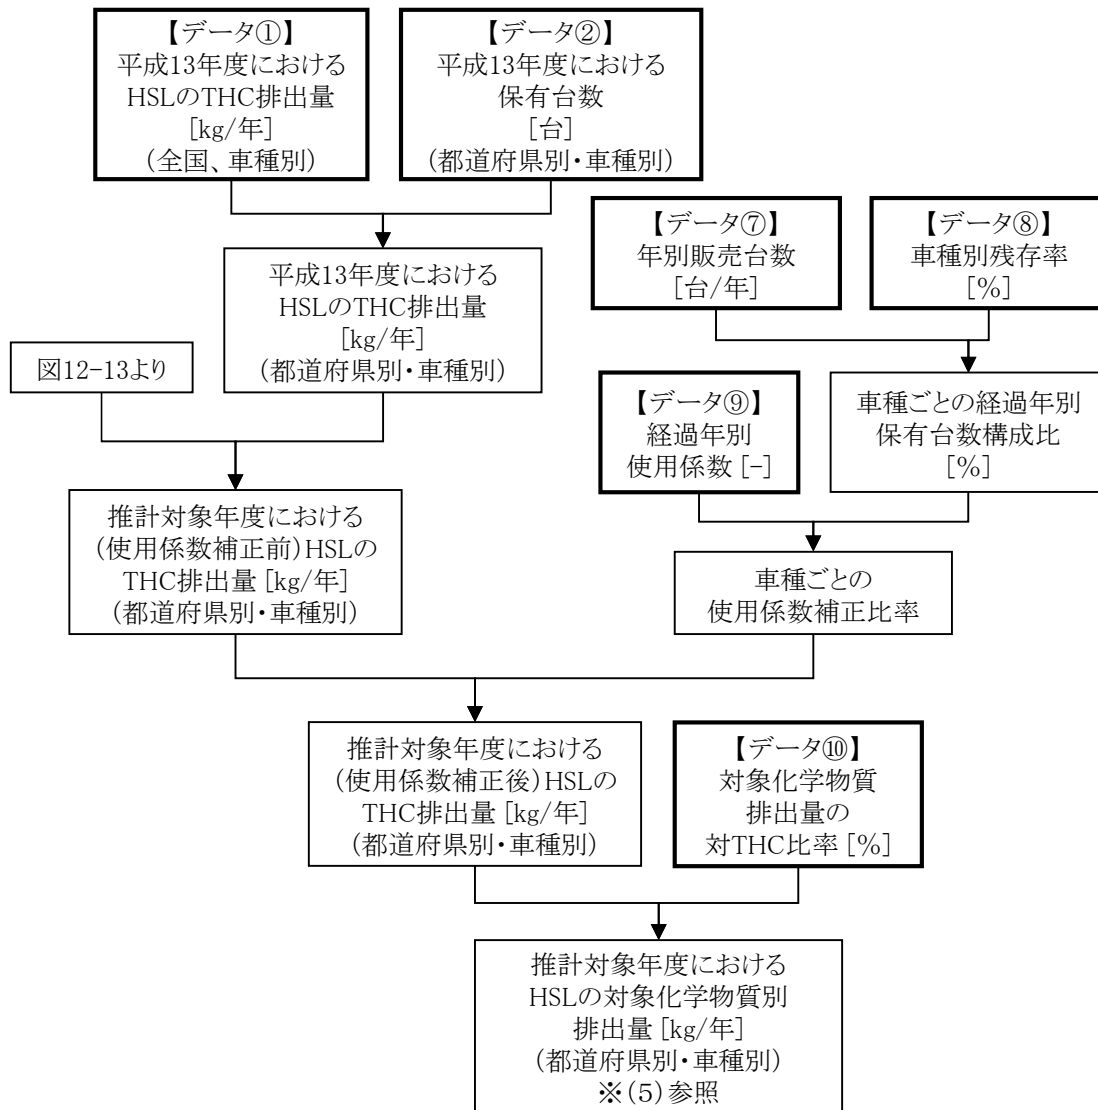 【データ①】
平成13年度における
HSLのTHC排出量
[kg/年]
(全国、車種別)
【データ②】
平成13年度における
保有台数
[台]
(都道府県別・車種別)
【データ⑦】
年別販売台数
[台/年]
【データ⑧】
車種別残存率
[%]
平成13年度における
HSLのTHC排出量
[kg/年]
(都道府県別・車種別)
図12-13より
【データ⑨】
経過年別
使用係数 [-]
車種ごとの経過年別
保有台数構成比
[%]
推計対象年度における
(使用係数補正前)HSLの
THC排出量 [kg/年]
(都道府県別・車種別)
車種ごとの
使用係数補正比率
推計対象年度における
(使用係数補正後)HSLの
THC排出量 [kg/年]
(都道府県別・車種別)
【データ⑩】
対象化学物質
排出量の
対THC比率 [%]
推計対象年度における
HSLの対象化学物質別
排出量 [kg/年]
(都道府県別・車種別)
※(5)参照